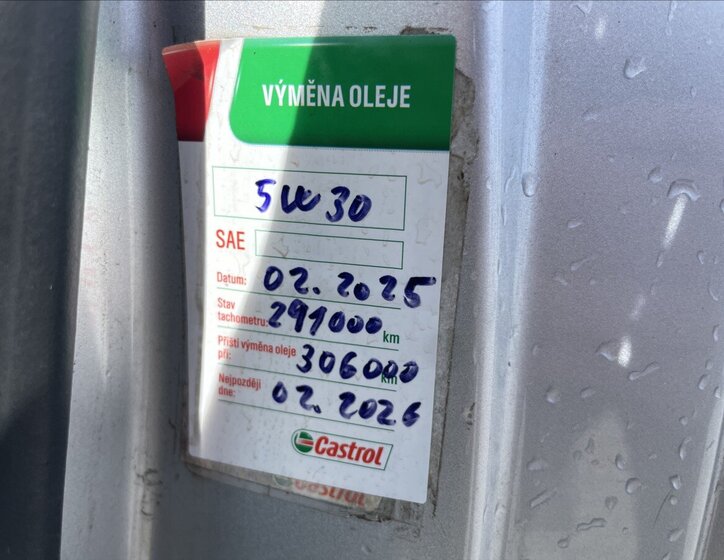 VÝMĚNA OLEJE
5W30
SAE
Datum: 02. 2025
Stav
tachometru: 291000 km
Příští výměna oleje
při: 306000 km
Nejpozději
dne: 02. 2026
Castrol
Castrol